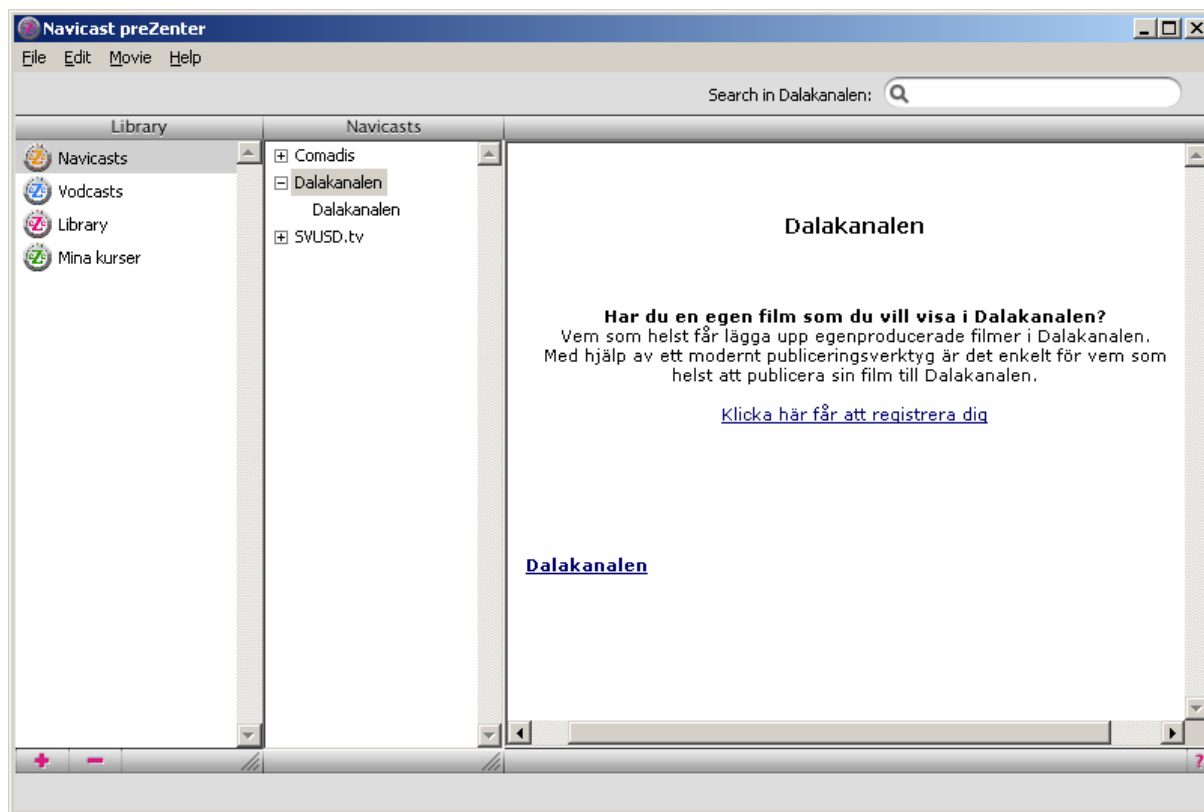 Navicast preZenter
File Edit Movie Help
Search in Dalakanalen:
Library
Navicasts
Vodcasts
Library
Mina kurser
Navicasts
Comadis
Dalakanalen
Dalakanalen
SVUSD.tv
Dalakanalen
Har du en egen film som du vill visa i Dalakanalen?
Vem som helst får lägga upp egenproducerade filmer i Dalakanalen.
Med hjälp av ett modernt publiceringsverktyg är det enkelt för vem som
helst att publicera sin film till Dalakanalen.
Klicka här får att registrera dig
Dalakanalen
?